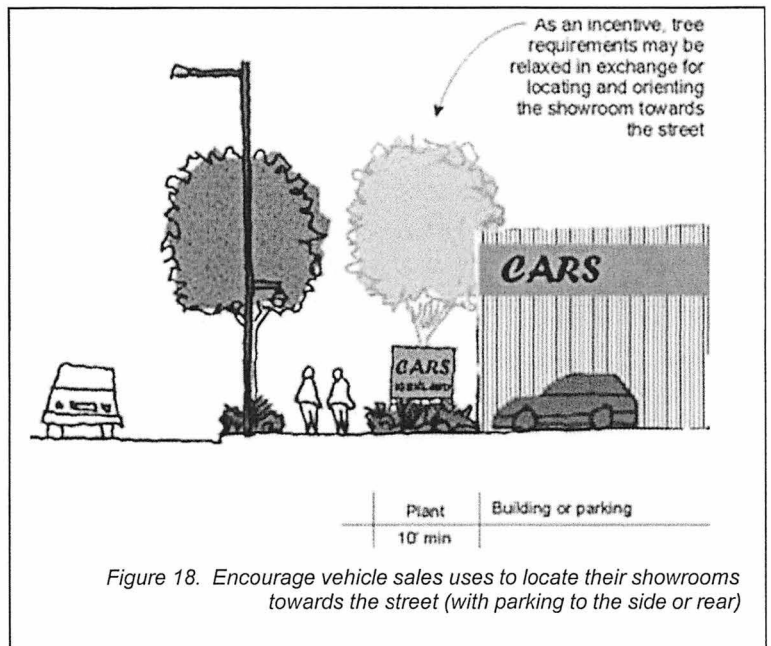 As an incentive, tree
requirements may be
relaxed in exchange for
locating and orienting
the showroom towards
the street
CARS
CARS
Plant
Building or parking
10' min
Figure 18. Encourage vehicle sales uses to locate their showrooms
towards the street (with parking to the side or rear)